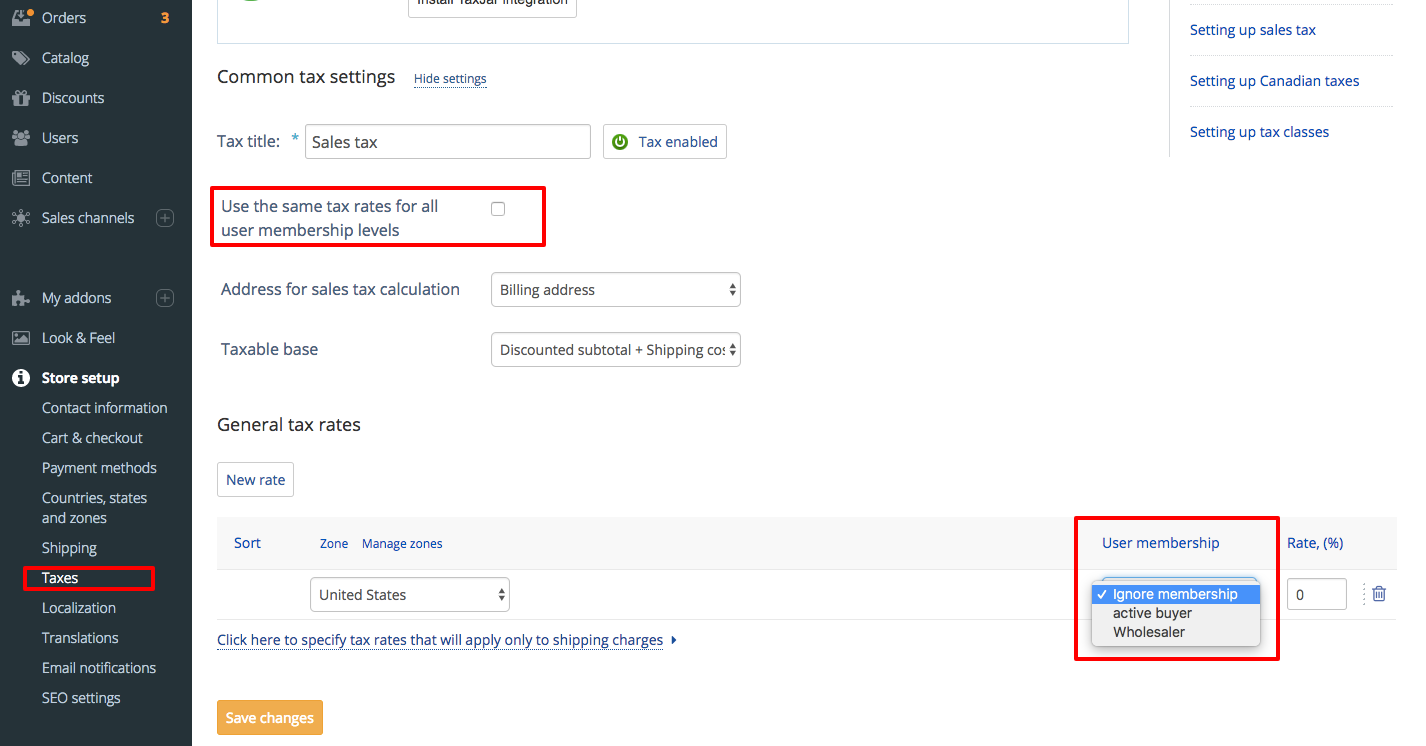 Orders 3
Catalog
Discounts
Users
Content
Sales channels
My addons
Look & Feel
Store setup
Contact information
Cart & checkout
Payment methods
Countries, states
and zones
Shipping
Taxes
Localization
Translations
Email notifications
SEO settings
Install TaxJar integration
Common tax settings Hide settings
Tax title: * Sales tax Tax enabled
Use the same tax rates for all
user membership levels
Address for sales tax calculation Billing address
Taxable base Discounted subtotal + Shipping cos
General tax rates
New rate
Sort Zone Manage zones User membership Rate, (%)
United States Ignore membership 0
active buyer
Wholesaler
Click here to specify tax rates that will apply only to shipping charges
Save changes
Setting up sales tax
Setting up Canadian taxes
Setting up tax classes